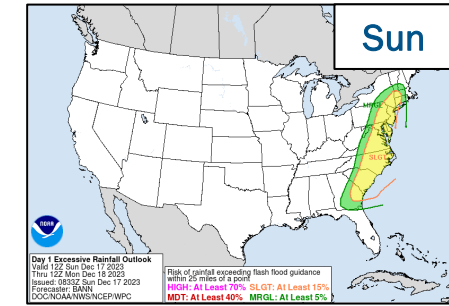 Sun
MRGL
SLGT
NOAA
Day 1 Excessive Rainfall Outlook
Valid 12Z Sun Dec 17 2023
Thru 12Z Mon Dec 18 2023
Issued: 0833Z Sun Dec 17 2023
Forecaster: BANN
DOC/NOAA/NWS/NCEP/WPC
Risk of rainfall exceeding flash flood guidance
within 25 miles of a point
HIGH: At Least 70% SLGT: At Least 15%
MDT: At Least 40% MRGL: At Least 5%